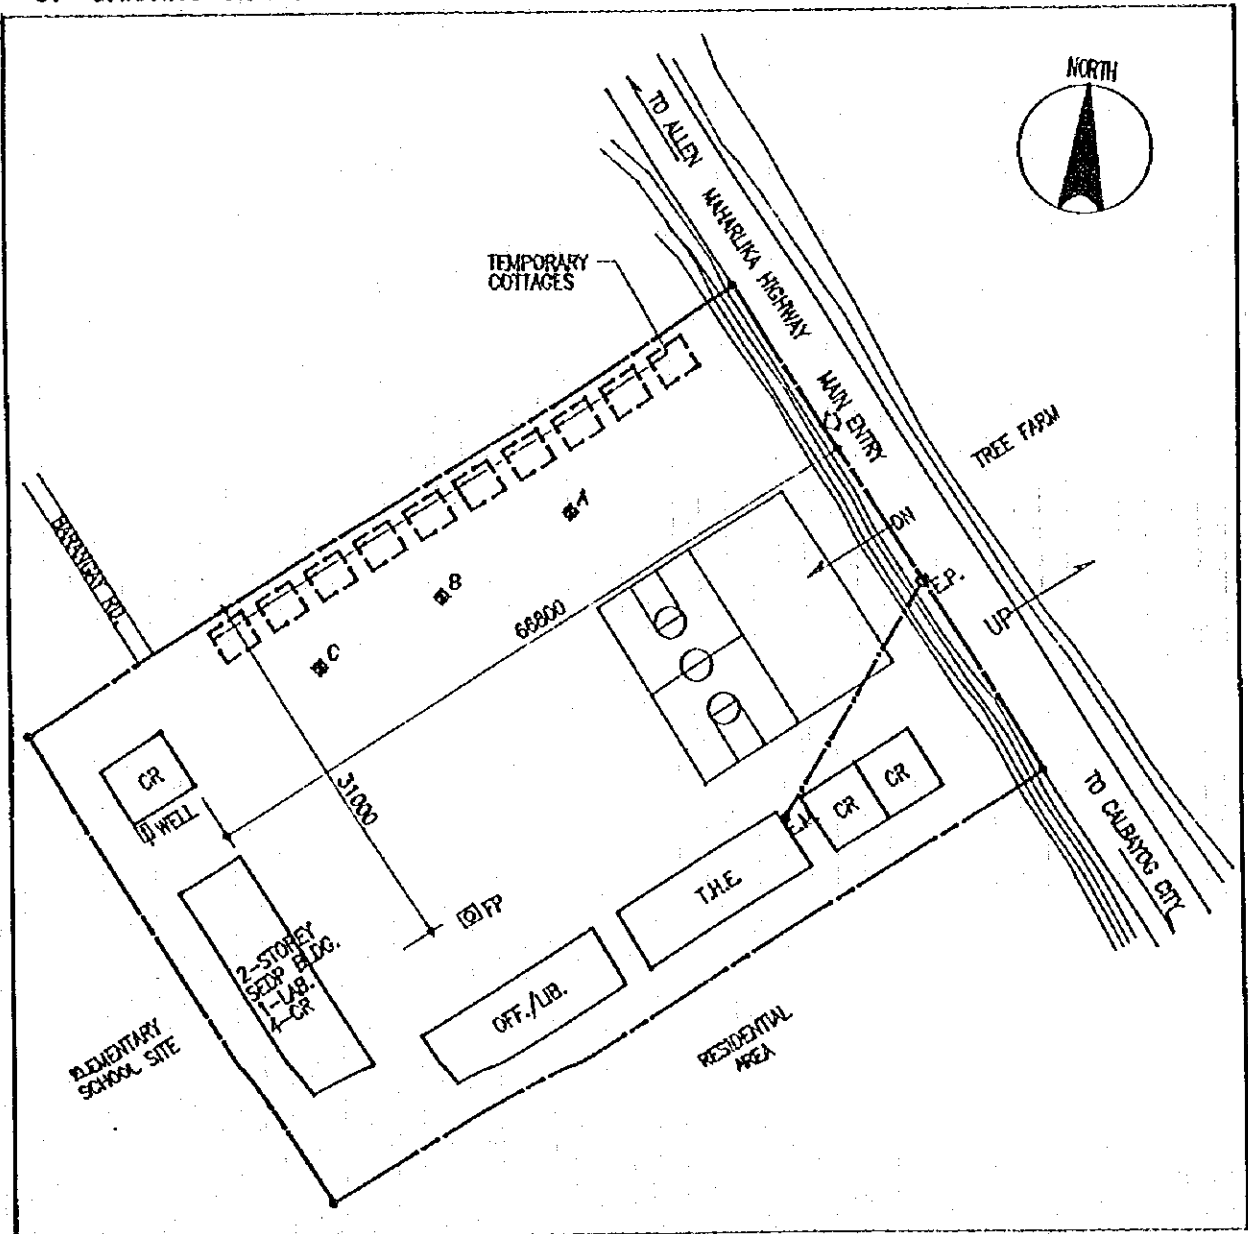 NORTH
TO ALLEN
MAHARLIKA HIGHWAY
TEMPORARY
COTTAGES
MAIN ENTRY
TREE FARM
BARANGAY RD.
A
B
C
DN
E.P.
UP
66800
31000
CR
WELL
CR
CR
E.M.
T.H.E.
FP
2-STOREY
SEDP BLDG.
1-LAB.
4-CR
OFF./LIB.
TO CALBAYOG CITY
ELEMENTARY
SCHOOL SITE
RESIDENTIAL
AREA